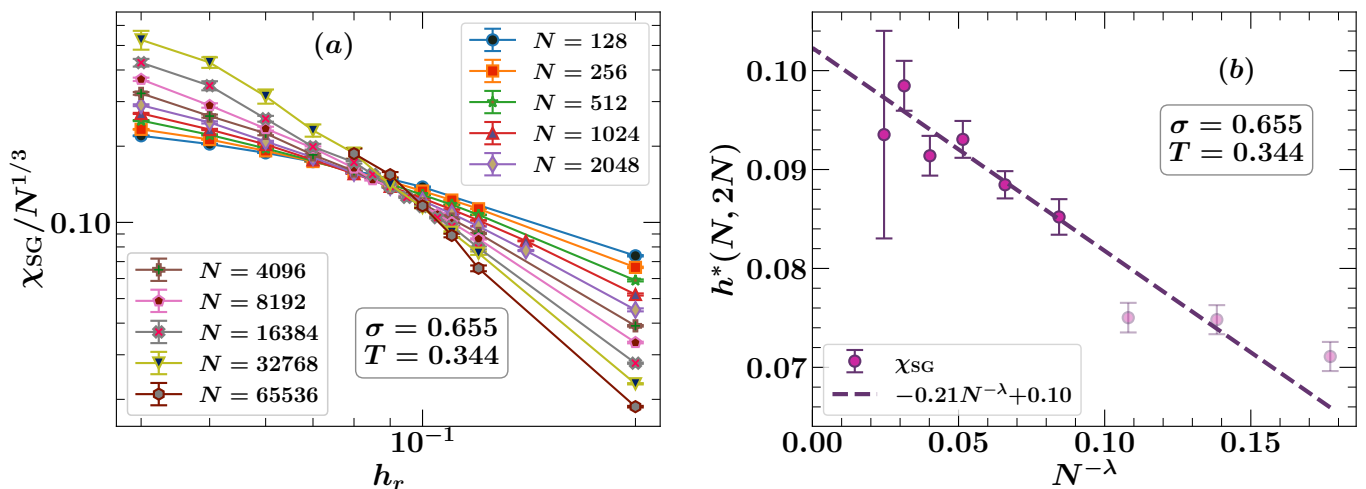 (a)
N = 128
N = 256
N = 512
N = 1024
N = 2048
N = 4096
N = 8192
N = 16384
N = 32768
N = 65536
σ = 0.655
T = 0.344
0.10
χSG/N^{1/3}
10^{-1}
h_r
(b)
σ = 0.655
T = 0.344
χSG
−0.21N^{−λ}+0.10
0.10
0.09
0.08
0.07
h*(N, 2N)
0.00 0.05 0.10 0.15
N^{−λ}